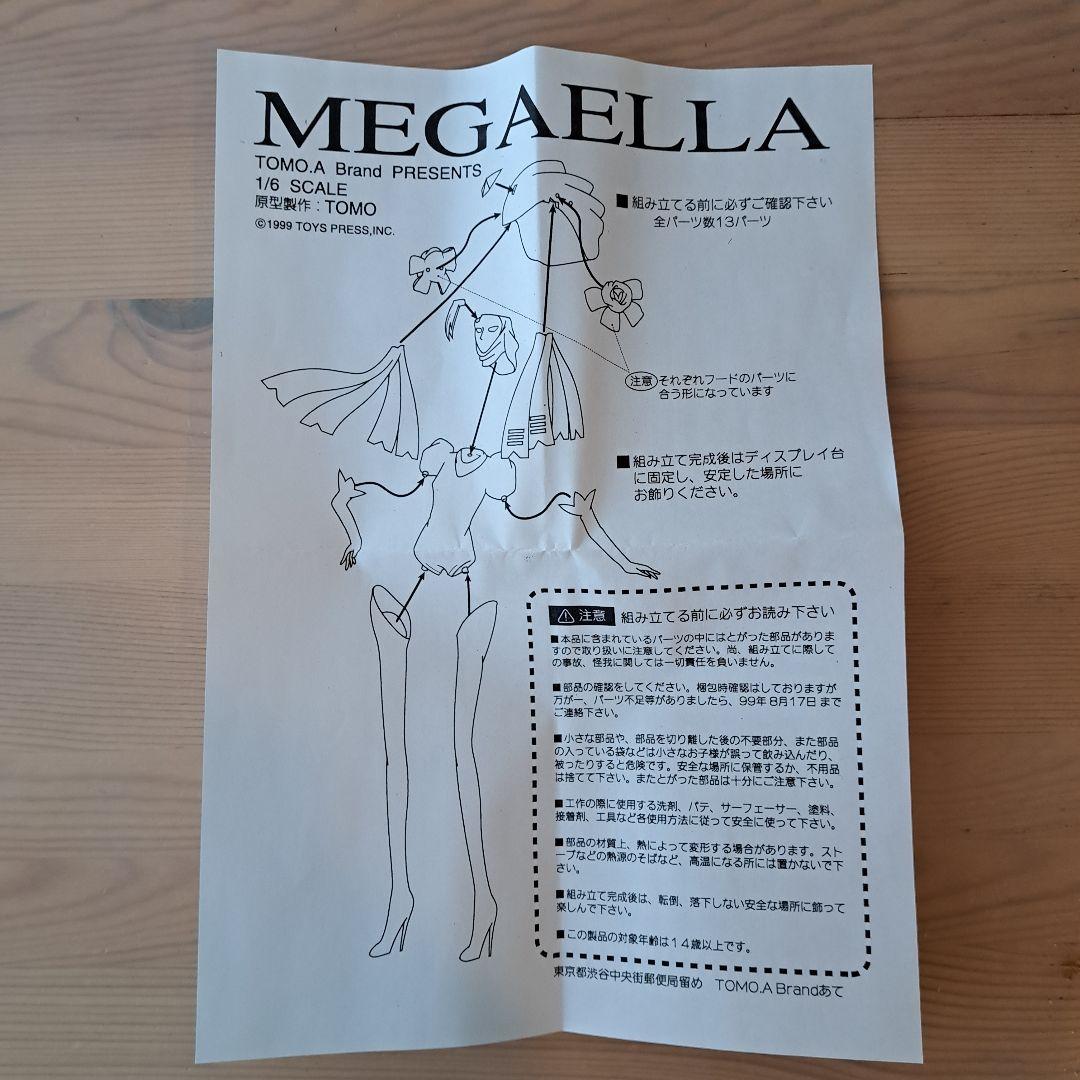 MEGAELLA
TOMO.A Brand PRESENTS
1/6 SCALE
原型製作：TOMO
©1999 TOYS PRESS,INC.
■組み立てる前に必ずご確認下さい
全パーツ数13パーツ
注意 それぞれフードのパーツに
合う形になっています
■組み立て完成後はディスプレイ台
に固定し、安定した場所に
お飾りください。
⚠ 注意 組み立てる前に必ずお読み下さい
■本品に含まれているパーツの中にはとがった部品がありま
すので取り扱いに注意してください。尚、組み立てに際して
の事故、怪我に関しては一切責任を負いません。
■部品の確認をしてください。梱包時確認はしておりますが
万が一、パーツ不足等がありましたら、99年8月17日まで
ご連絡下さい。
■小さな部品や、部品を切り離した後の不要部分、また部品
の入っている袋などは小さなお子様が誤って飲み込んだり、
被ったりすると危険です。安全な場所に保管するか、不用品
は捨てて下さい。またとがった部品は十分にご注意下さい。
■工作の際に使用する洗剤、パテ、サーフェーサー、塗料、
接着剤、工具など各使用方法に従って安全に使って下さい。
■部品の材質上、熱によって変形する場合があります。スト
ーブなどの熱源のそばなど、高温になる所には置かないで下
さい。
■組み立て完成後は、転倒、落下しない安全な場所に飾って
楽しんで下さい。
■この製品の対象年齢は14歳以上です。
東京都渋谷中央街郵便局留め TOMO.A Brandあて